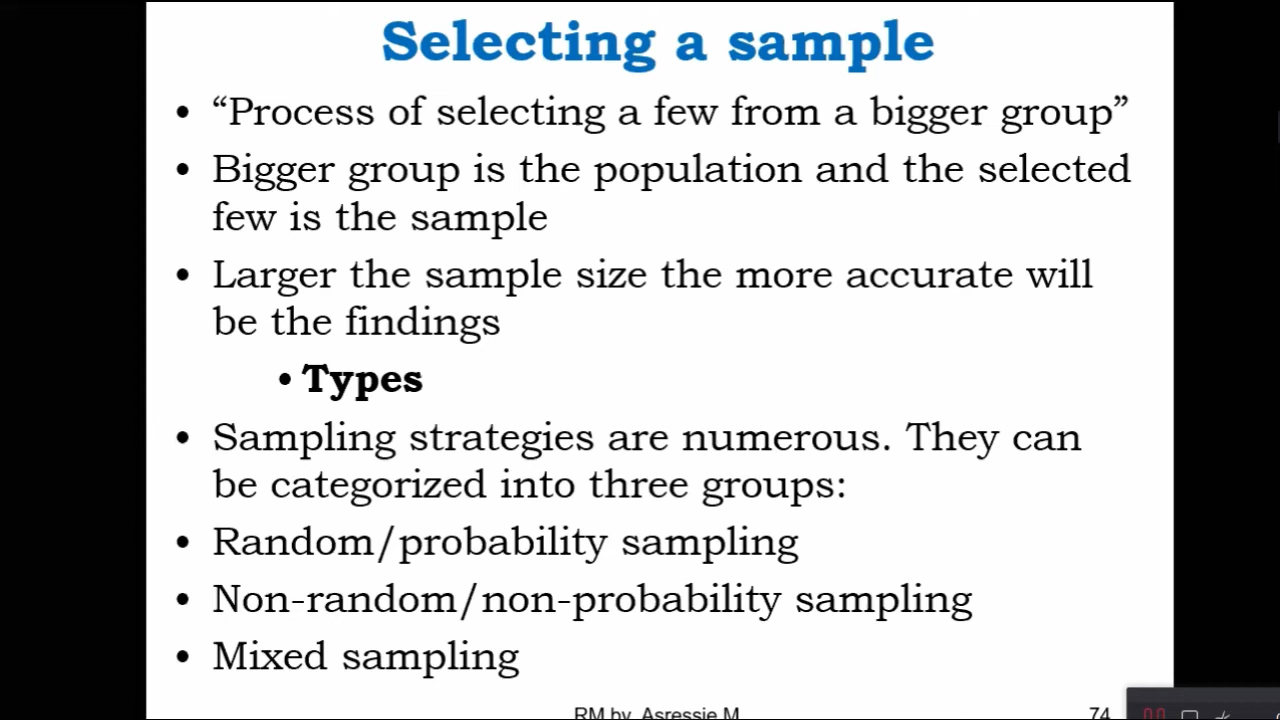 Selecting a sample
• “Process of selecting a few from a bigger group”
• Bigger group is the population and the selected
few is the sample
• Larger the sample size the more accurate will
be the findings
• Types
• Sampling strategies are numerous. They can
be categorized into three groups:
• Random/probability sampling
• Non-random/non-probability sampling
• Mixed sampling
RM by Asressie M
74